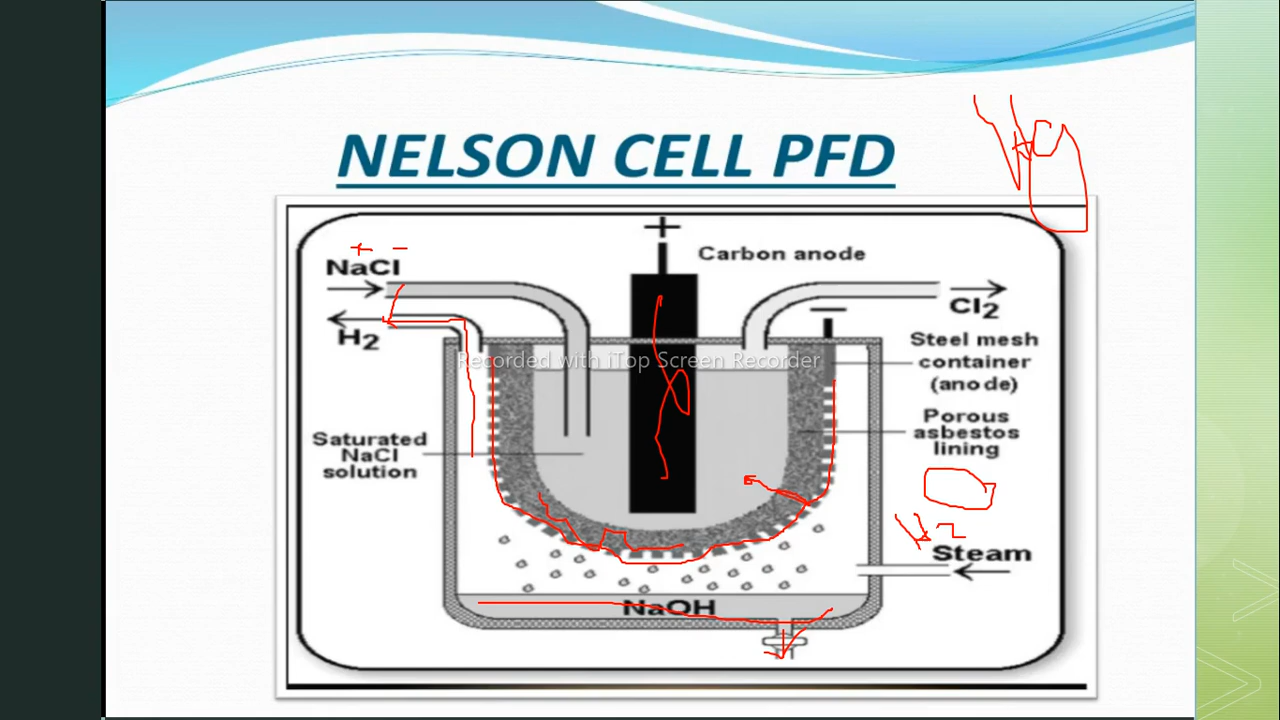 NELSON CELL PFD
+
Carbon anode
+ -
NaCl
H2
Cl2
Recorded with iTop Screen Recorder
Steel mesh
container
(anode)
Porous
asbestos
lining
Saturated
NaCl
solution
Steam
NaOH